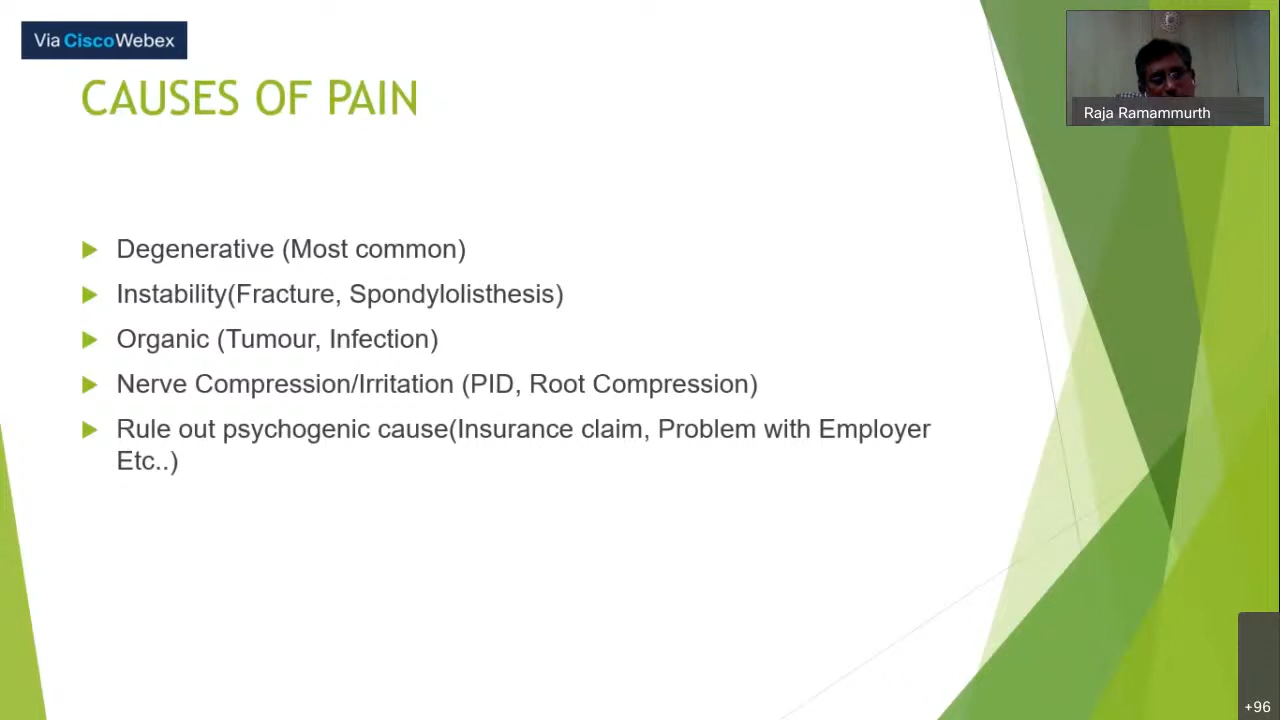 Via CiscoWebex
CAUSES OF PAIN
Raja Ramammurth
Degenerative (Most common)
Instability(Fracture, Spondylolisthesis)
Organic (Tumour, Infection)
Nerve Compression/Irritation (PID, Root Compression)
Rule out psychogenic cause(Insurance claim, Problem with Employer
Etc..)
+96